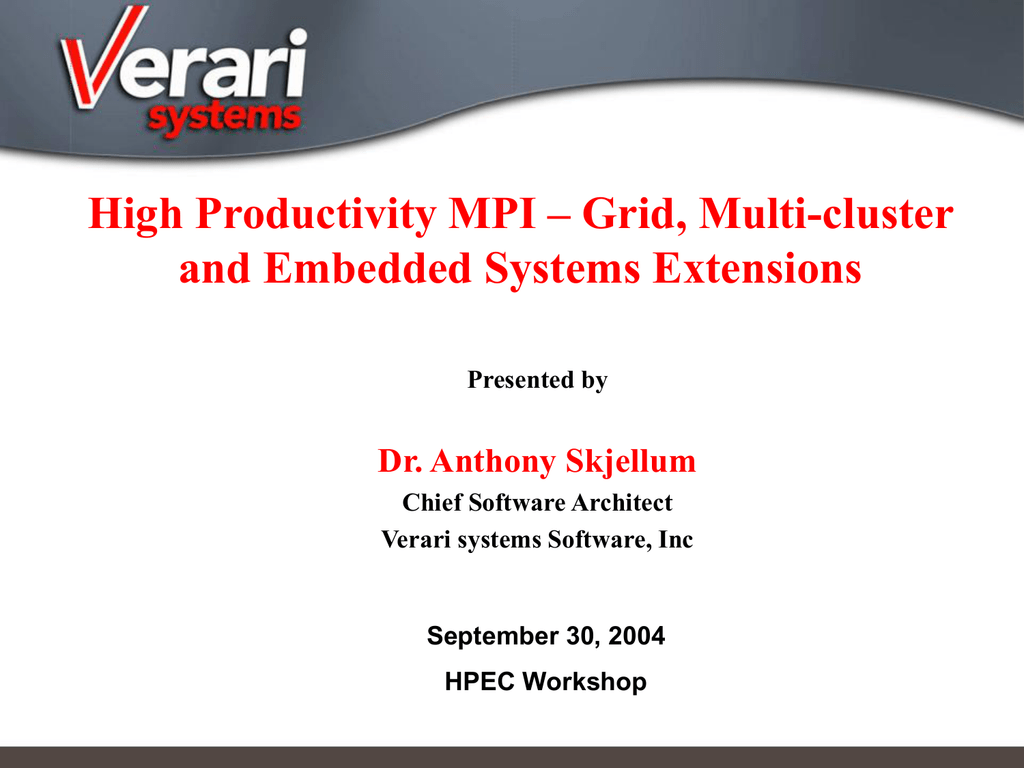 Verari
systems
High Productivity MPI – Grid, Multi-cluster
and Embedded Systems Extensions
Presented by
Dr. Anthony Skjellum
Chief Software Architect
Verari systems Software, Inc
September 30, 2004
HPEC Workshop